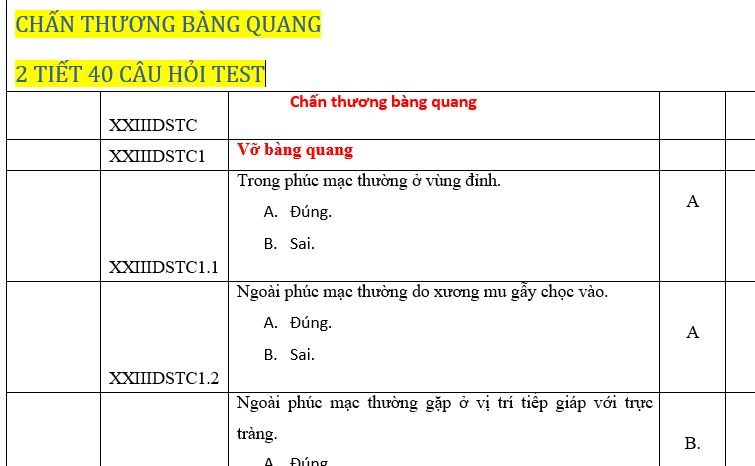 CHẤN THƯƠNG BÀNG QUANG
2 TIẾT 40 CÂU HỎI TEST
XXIIIDSTC
Chấn thương bàng quang
XXIIIDSTC1
Vỡ bàng quang
XXIIIDSTC1.1
Trong phúc mạc thường ở vùng đỉnh.
A. Đúng.
B. Sai.
A
XXIIIDSTC1.2
Ngoài phúc mạc thường do xương mu gẫy chọc vào.
A. Đúng.
B. Sai.
A
Ngoài phúc mạc thường gặp ở vị trí tiếp giáp với trực
tràng.
A. Đúng
B.